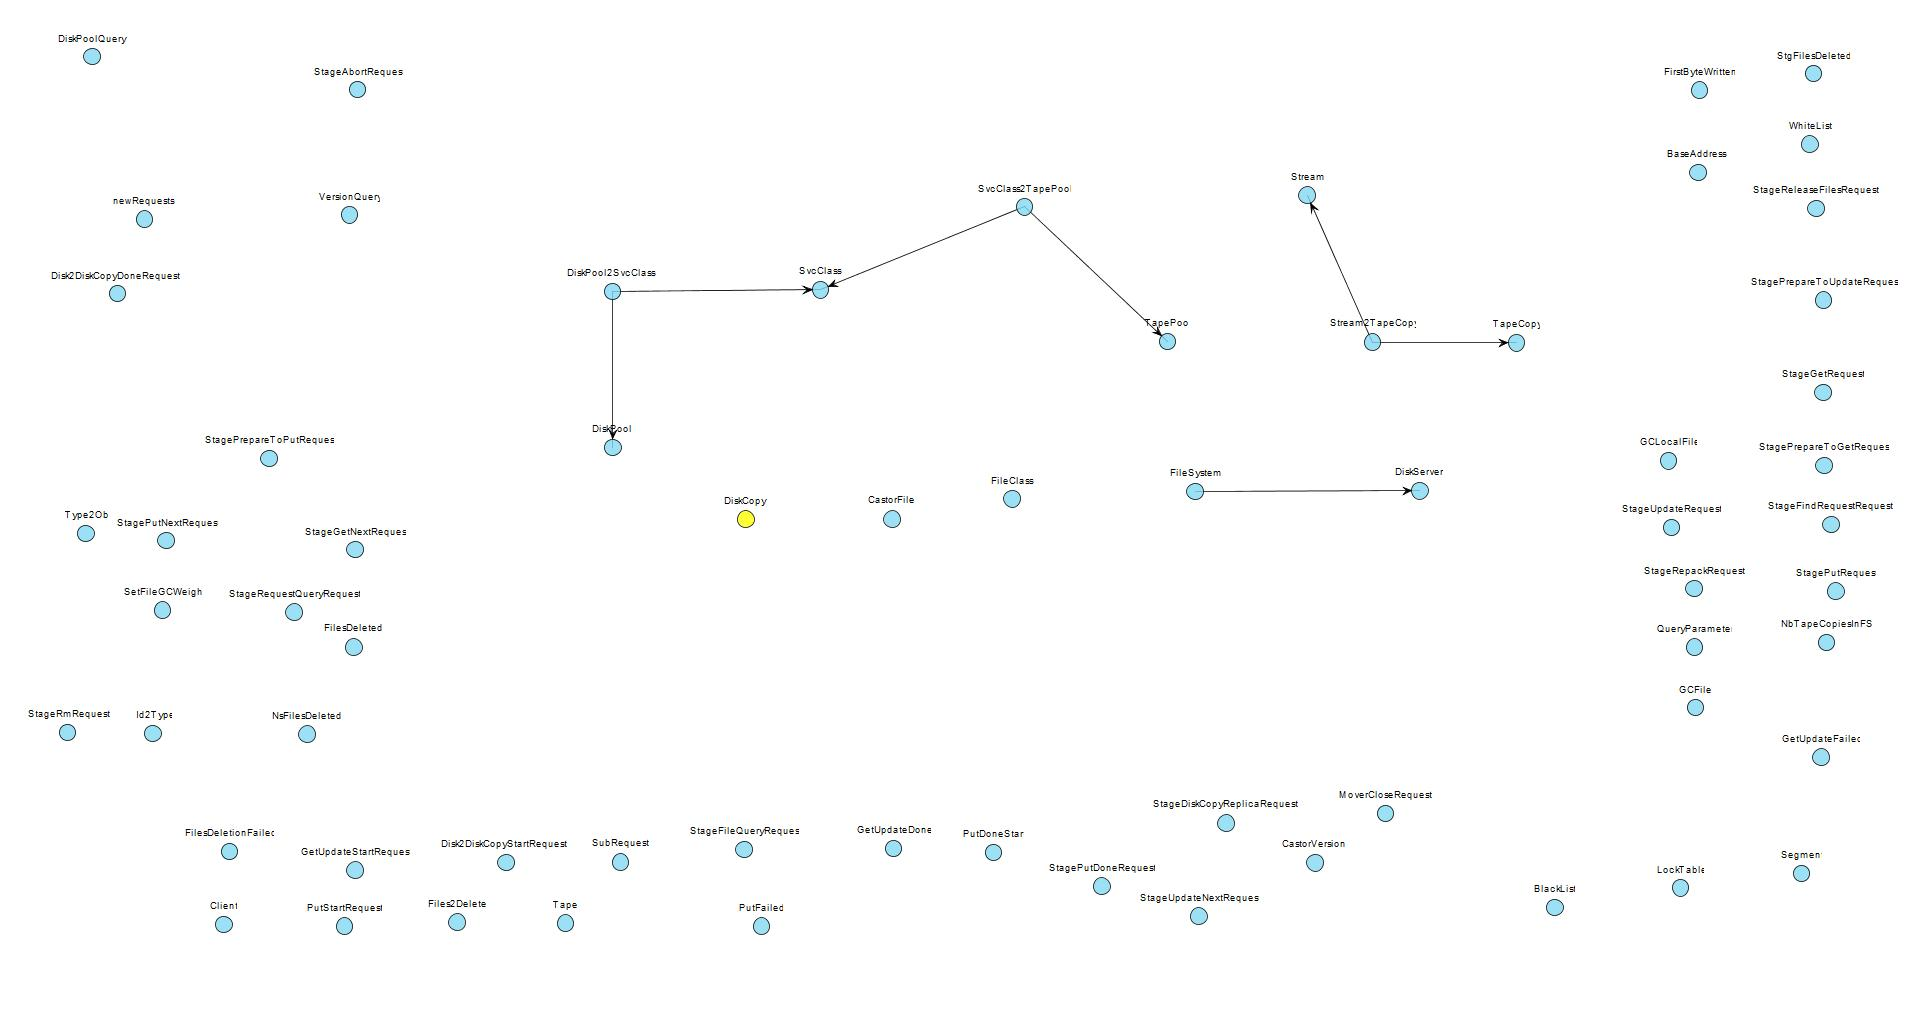 DiskPoolQuery
StageAbortReques
StgFilesDeleted
FirstByteWritten
WhiteList
BaseAddress
Stream
SvcClass2TapePool
StageReleaseFilesRequest
VersionQuery
newRequests
SvcClass
DiskPool2SvcClass
Disk2DiskCopyDoneRequest
StagePrepareToUpdateReques
TapePoo
Stream2TapeCopy
TapeCopy
StageGetRequest
DiskPool
StagePrepareToPutReques
GCLocalFile
StagePrepareToGetReques
FileSystem
DiskServer
FileClass
DiskCopy
CastorFile
StageFindRequestRequest
StageUpdateRequest
Type2Ob
StagePutNextReques
StageGetNextReques
StageRepackRequest
StagePutReques
SetFileGCWeigh
StageRequestQueryRequest
NbTapeCopiesInFS
FilesDeleted
QueryParameter
GCFile
StageRmRequest
Id2Type
NsFilesDeleted
GetUpdateFailed
MoverCloseRequest
StageDiskCopyReplicaRequest
FilesDeletionFailed
StageFileQueryReques
GetUpdateDone
PutDoneStar
GetUpdateStartReques
Disk2DiskCopyStartRequest
SubRequest
CastorVersion
Segmen
StagePutDoneRequest
LockTable
BlackList
StageUpdateNextReques
Client
PutStartRequest
Files2Delete
Tape
PutFailed